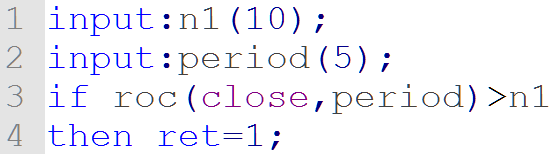 1 input:n1(10);
2 input:period(5);
3 if roc(close,period)>n1
4 then ret=1;